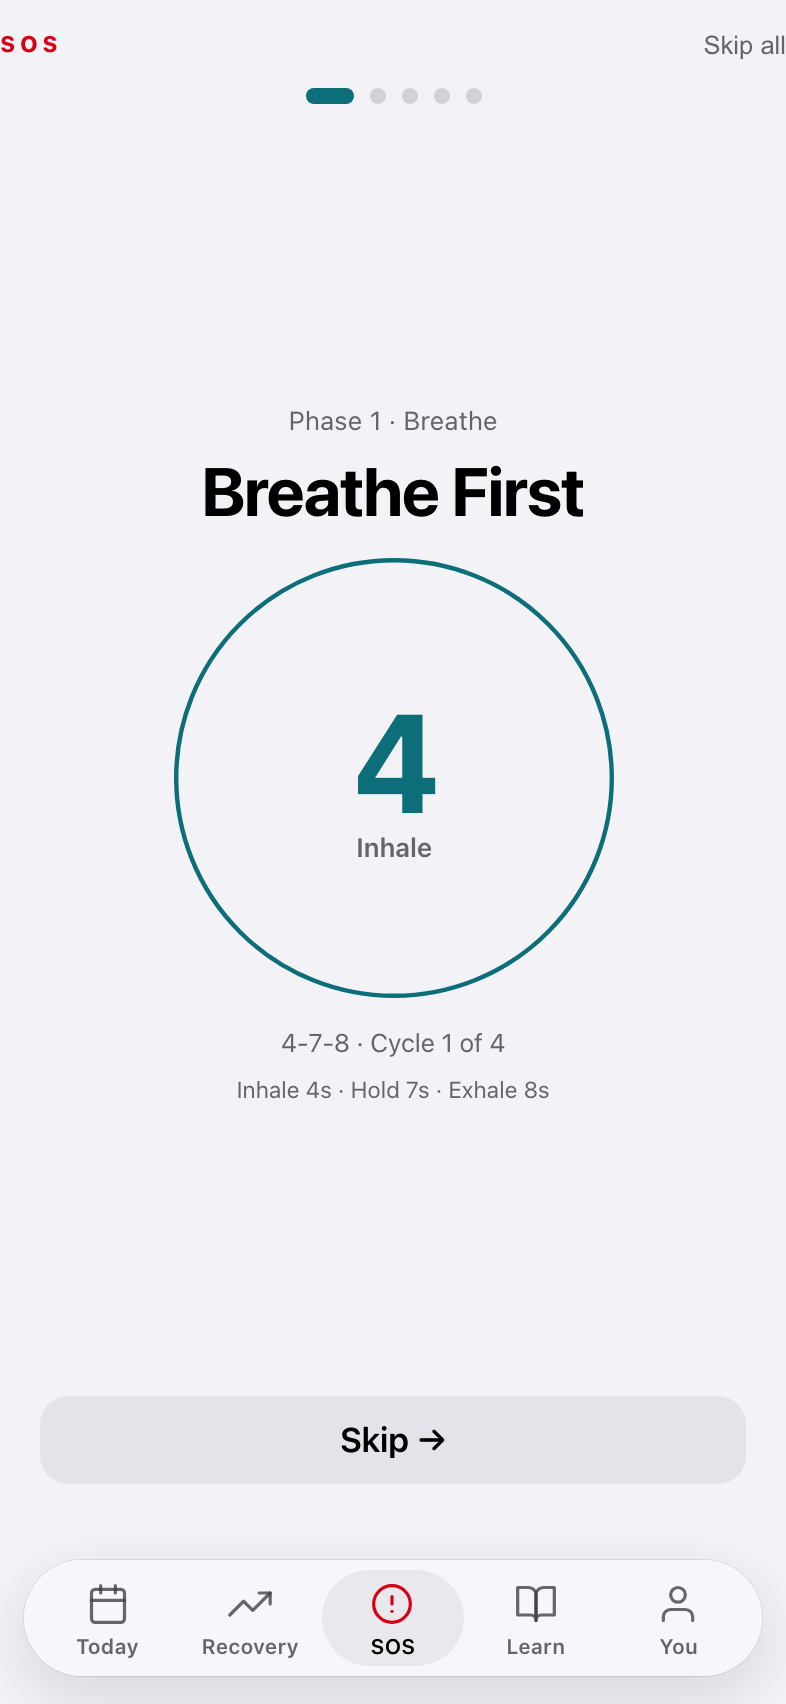 SOS
Skip all
Phase 1 · Breathe
Breathe First
4
Inhale
4-7-8 · Cycle 1 of 4
Inhale 4s · Hold 7s · Exhale 8s
Skip →
Today
Recovery
SOS
Learn
You